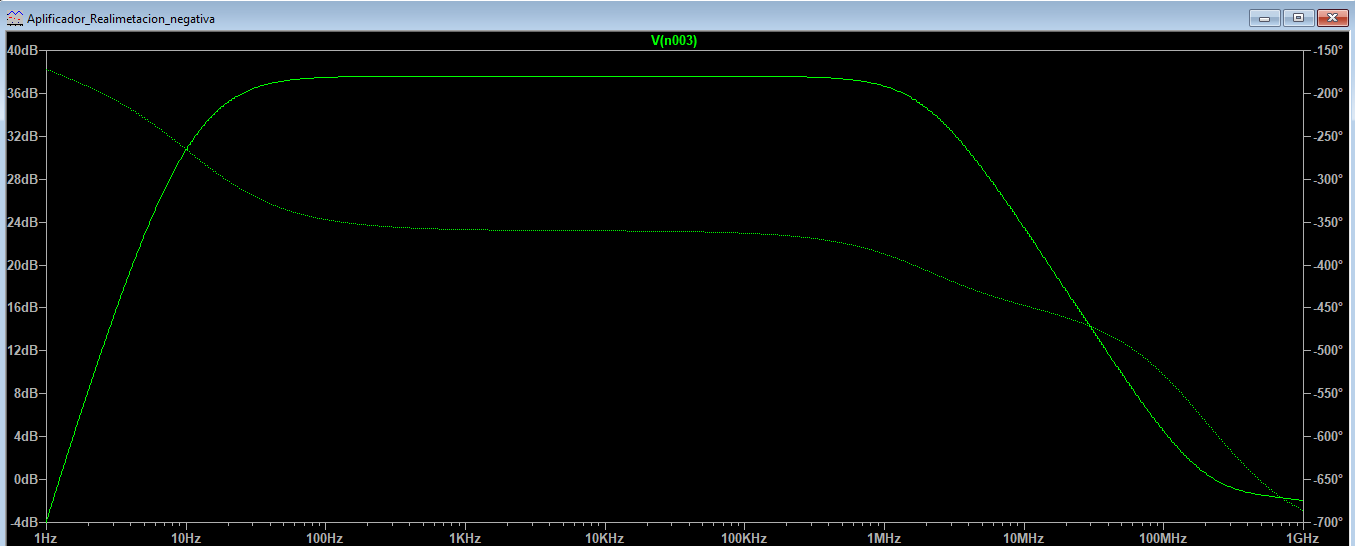 Aplificador_Realimetacion_negativa
V(n003)
40dB
36dB
32dB
28dB
24dB
20dB
16dB
12dB
8dB
4dB
0dB
-4dB
-150°
-200°
-250°
-300°
-350°
-400°
-450°
-500°
-550°
-600°
-650°
-700°
1Hz 10Hz 100Hz 1KHz 10KHz 100KHz 1MHz 10MHz 100MHz 1GHz